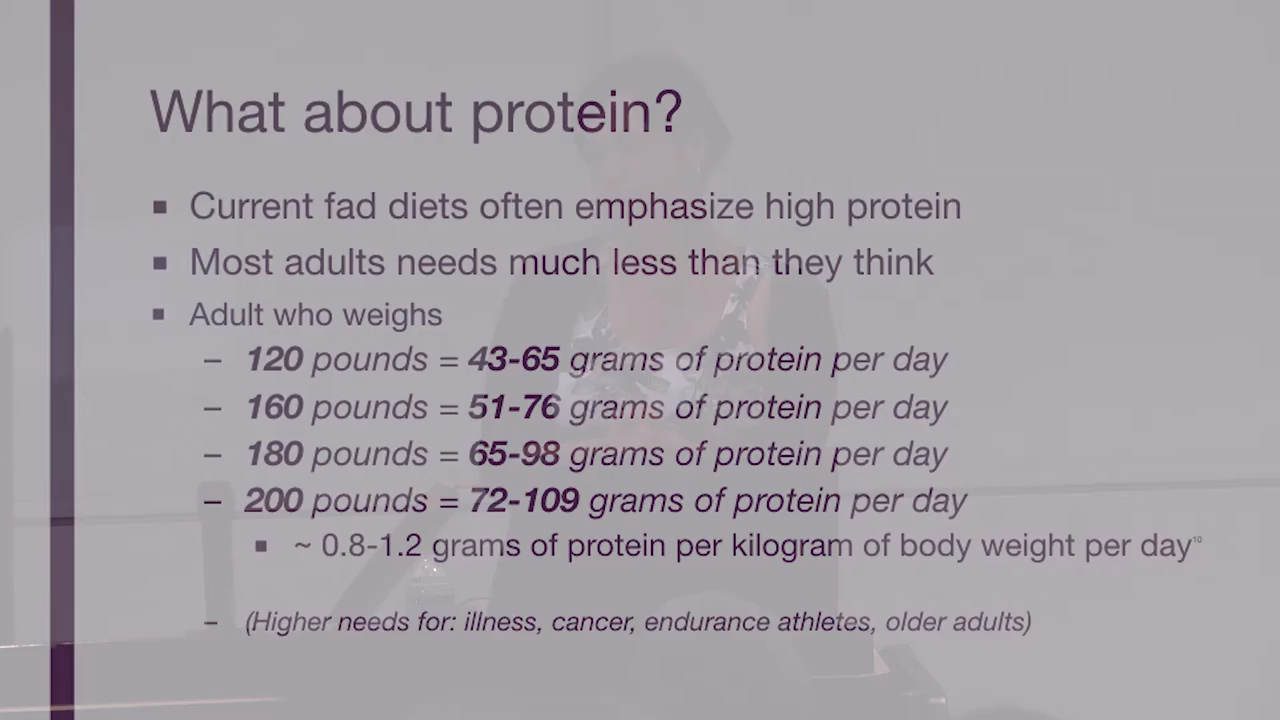 What about protein?
▪ Current fad diets often emphasize high protein
▪ Most adults needs much less than they think
▪ Adult who weighs
– 120 pounds = 43-65 grams of protein per day
– 160 pounds = 51-76 grams of protein per day
– 180 pounds = 65-98 grams of protein per day
– 200 pounds = 72-109 grams of protein per day
▪ ~ 0.8-1.2 grams of protein per kilogram of body weight per day¹⁰
– (Higher needs for: illness, cancer, endurance athletes, older adults)